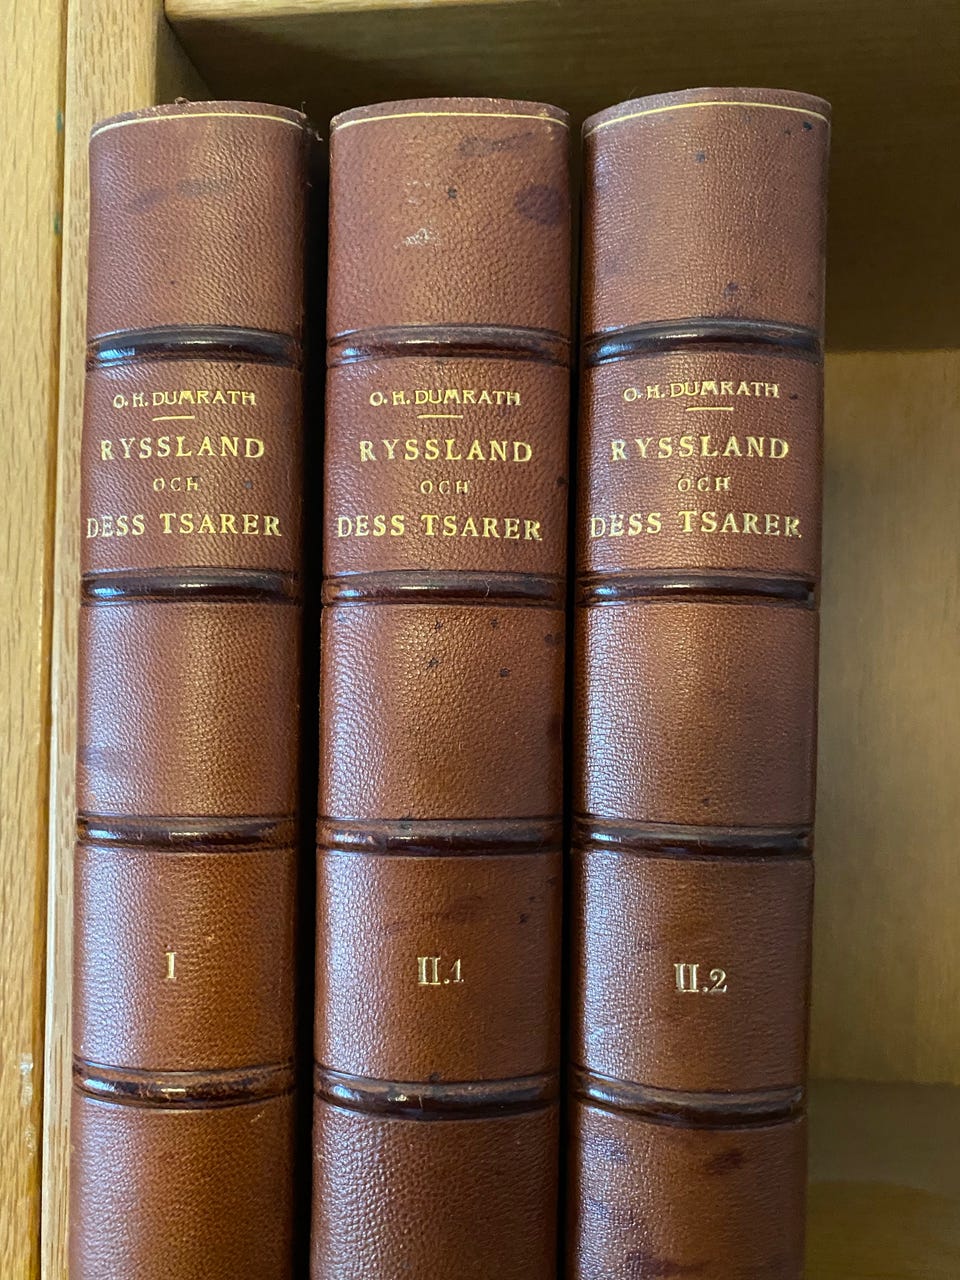 O. H. DUMRATH
RYSSLAND
OCH
DESS TSARER
I
O. H. DUMRATH
RYSSLAND
OCH
DESS TSARER
II.1
O. H. DUMRATH
RYSSLAND
OCH
DESS TSARER
II.2